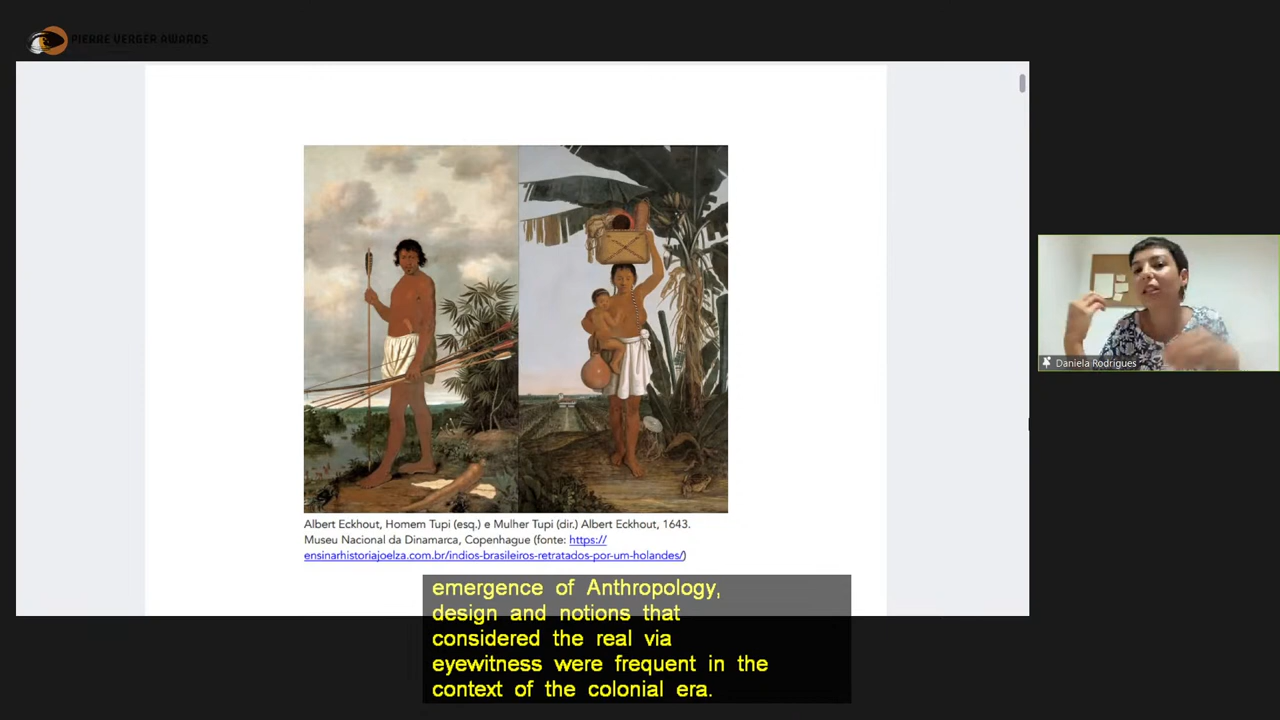 PIERRE VERGER AWARDS
Albert Eckhout, Homem Tupi (esq.) e Mulher Tupi (dir.) Albert Eckhout, 1643.
Museu Nacional da Dinamarca, Copenhague (fonte: https://
ensinarhistoriajoelza.com.br/indios-brasileiros-retratados-por-um-holandes/)
Daniela Rodrigues
emergence of Anthropology,
design and notions that
considered the real via
eyewitness were frequent in the
context of the colonial era.